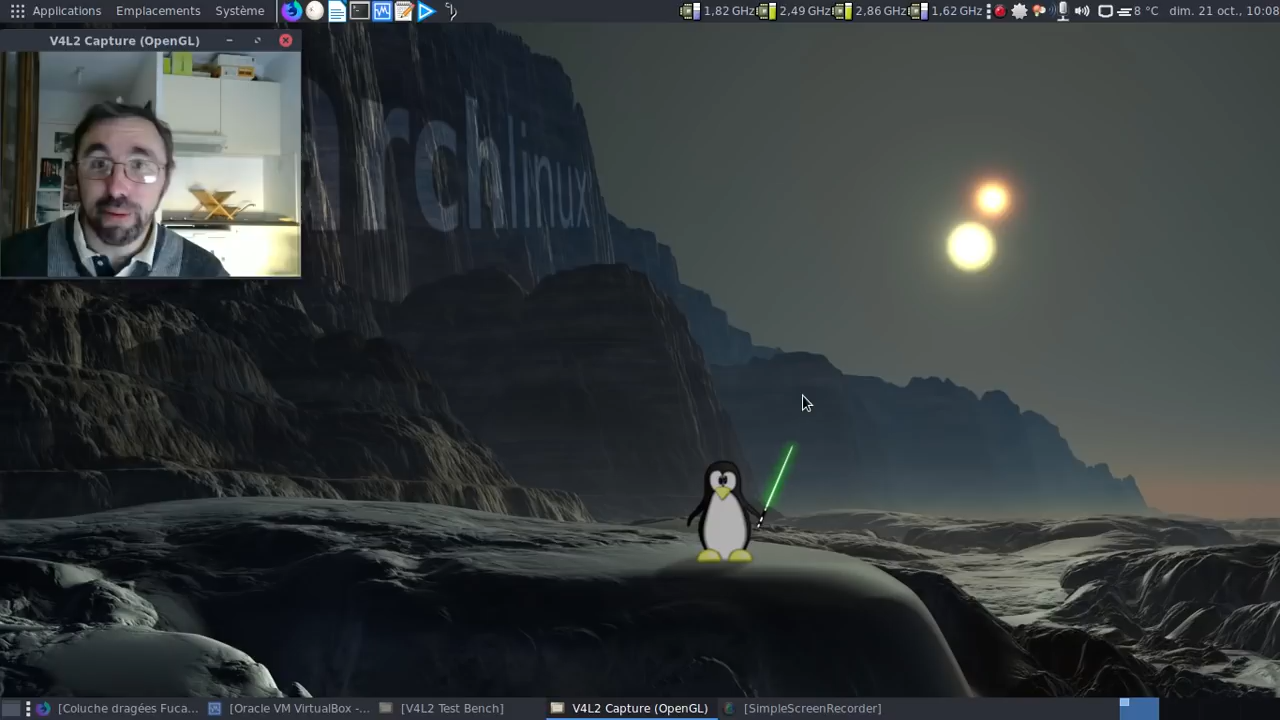 Applications Emplacements Système 1,82 GHz 2,49 GHz 2,86 GHz 1,62 GHz 8 °C dim. 21 oct., 10:08
V4L2 Capture (OpenGL)
archlinux
[Coluche dragées Fuca... [Oracle VM VirtualBox -... [V4L2 Test Bench] V4L2 Capture (OpenGL) [SimpleScreenRecorder]